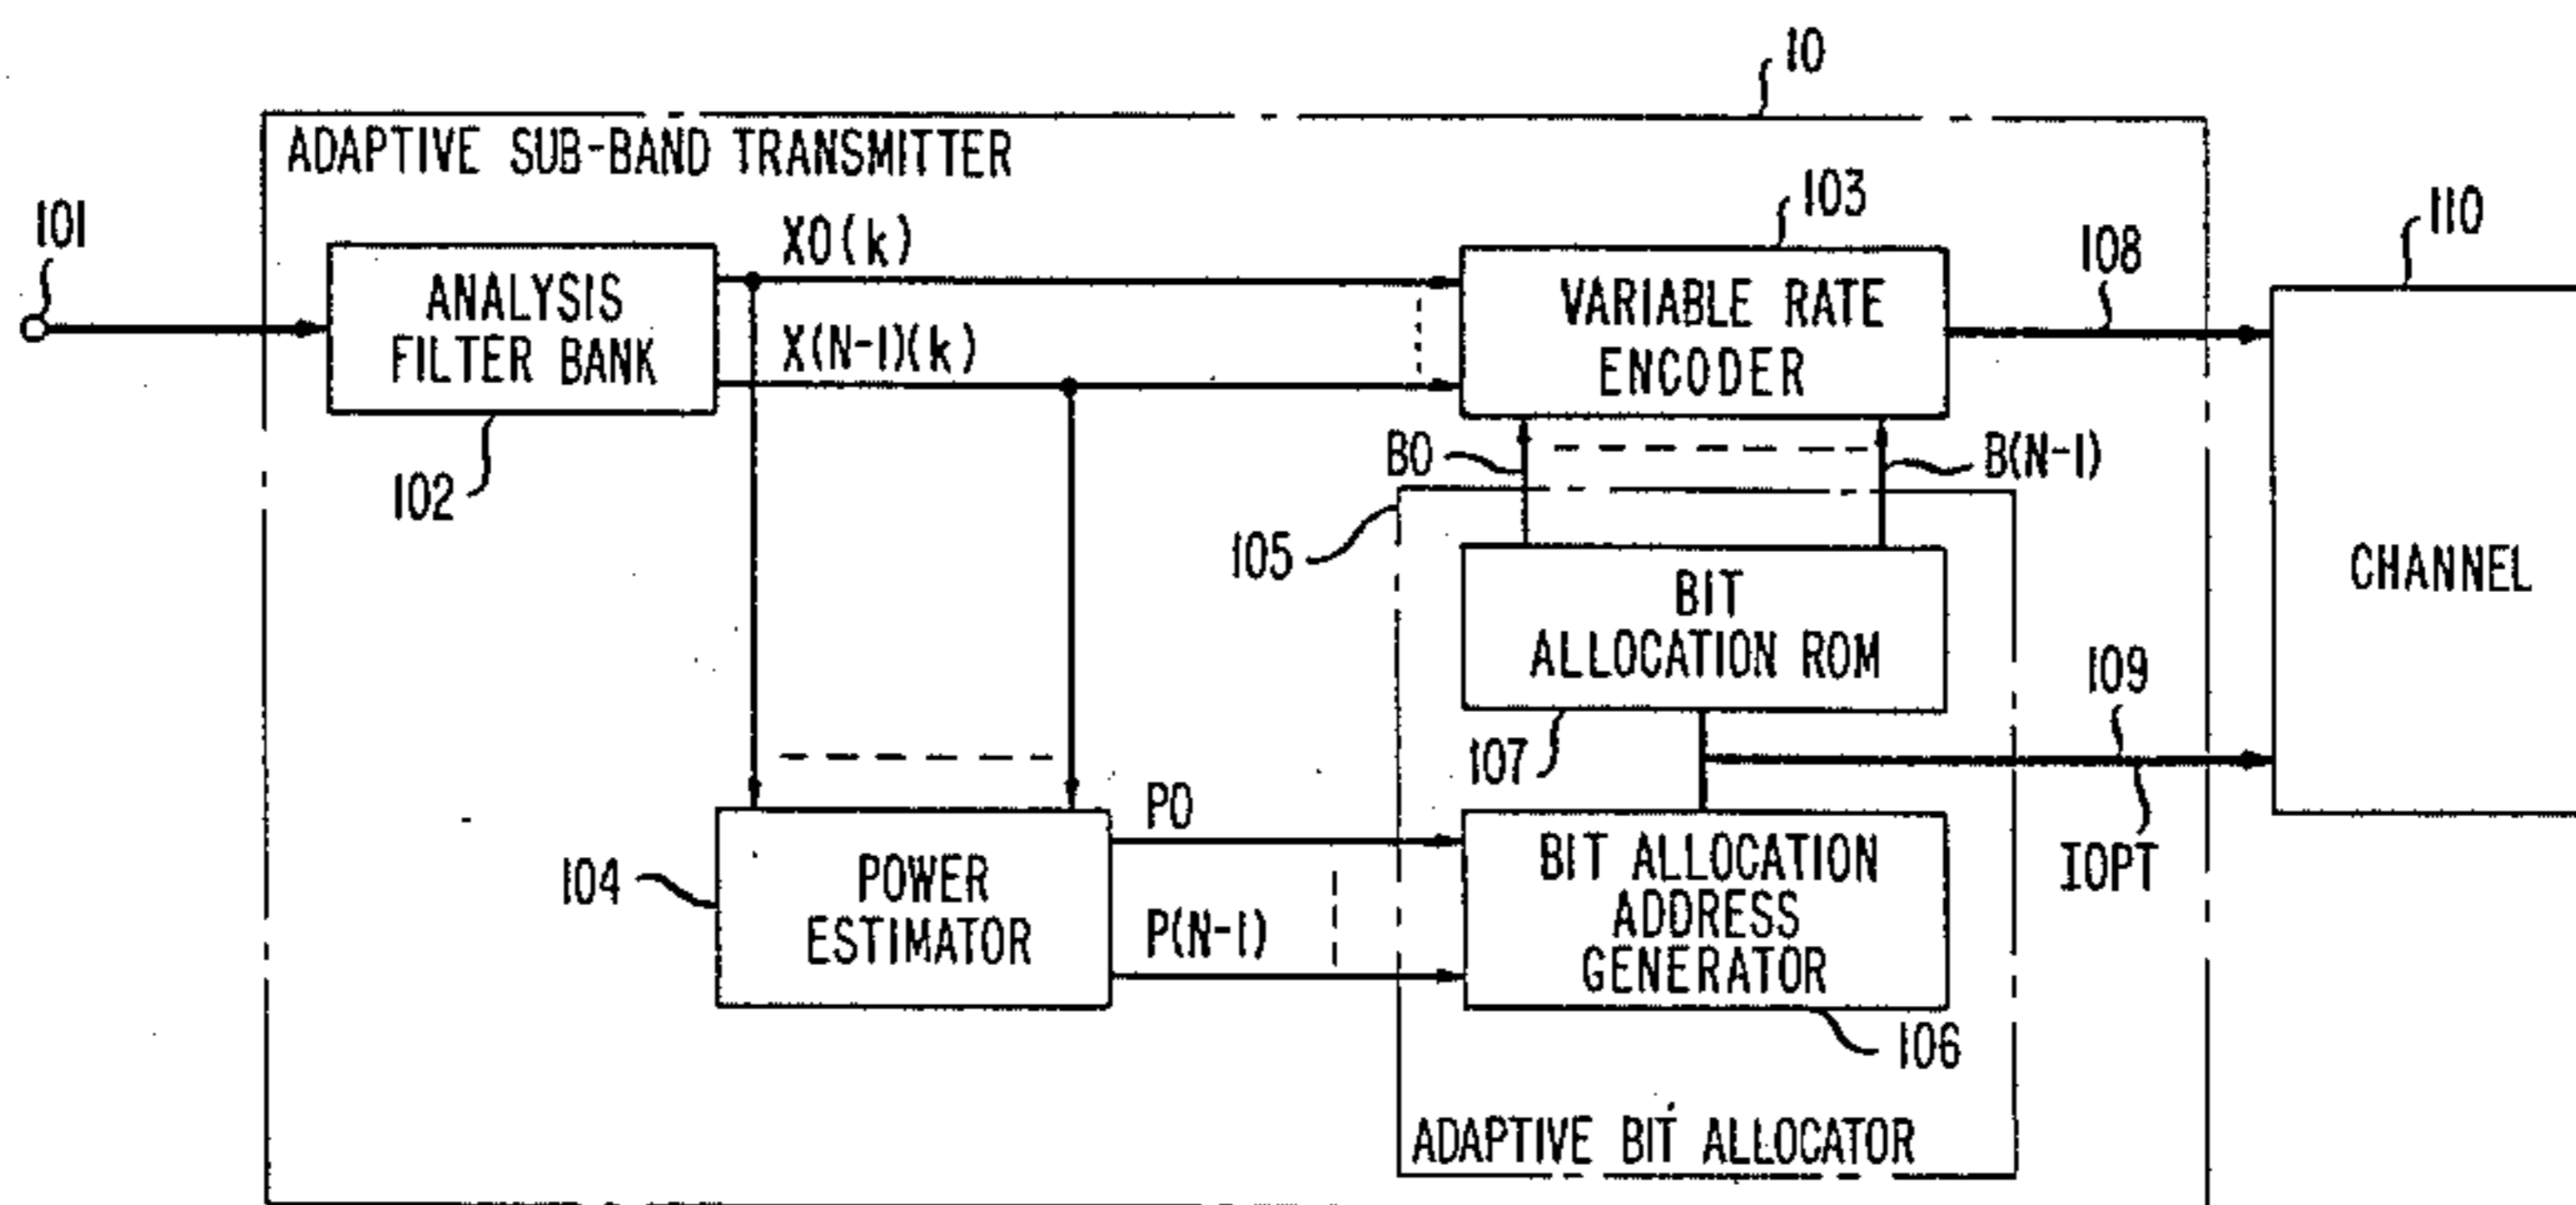 10
ADAPTIVE SUB-BAND TRANSMITTER
101
ANALYSIS
FILTER BANK
102
X0(k)
X(N-1)(k)
103
VARIABLE RATE
ENCODER
108
110
CHANNEL
B0
B(N-1)
105
BIT
ALLOCATION ROM
107
109
IOPT
104
POWER
ESTIMATOR
P0
P(N-1)
BIT ALLOCATION
ADDRESS
GENERATOR
106
ADAPTIVE BIT ALLOCATOR